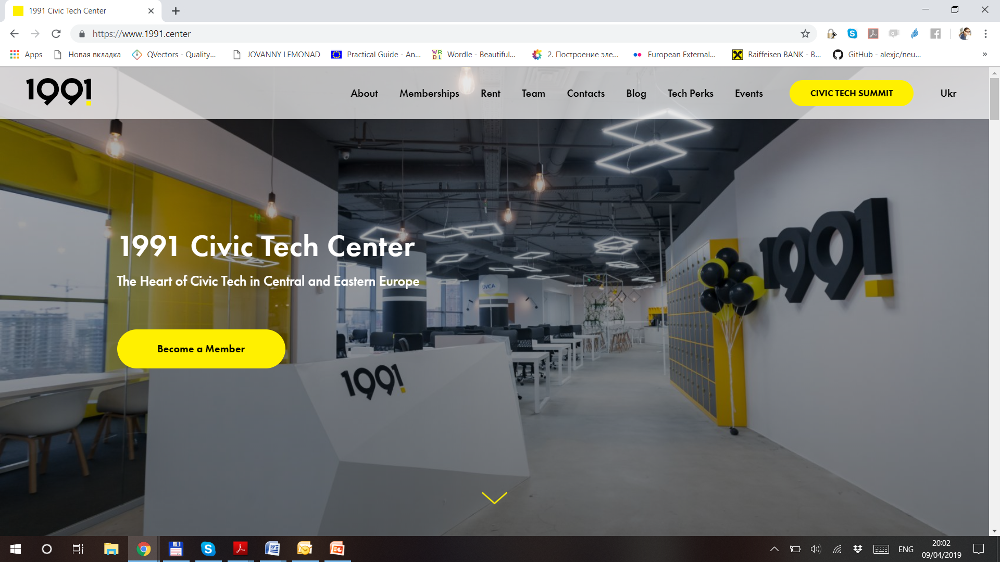 1991 Civic Tech Center
https://www.1991.center
Apps
Новая вкладка
QVectors - Quality...
JOVANNY LEMONAD
Practical Guide - An...
Wordle - Beautiful...
2. Построение эле...
European External...
Raiffeisen BANK - B...
GitHub - alexjc/neu...
»
1991
About
Memberships
Rent
Team
Contacts
Blog
Tech Perks
Events
CIVIC TECH SUMMIT
Ukr
1991 Civic Tech Center
The Heart of Civic Tech in Central and Eastern Europe
Become a Member
UVCA
1991
1991
ENG
20:02
09/04/2019